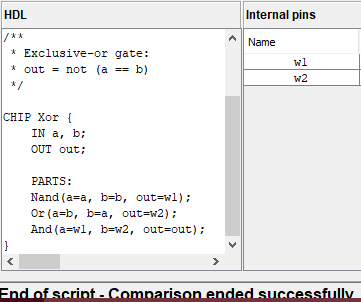 HDL
/**
 * Exclusive-or gate:
 * out = not (a == b)
 */
CHIP Xor {
    IN a, b;
    OUT out;
    PARTS:
    Nand(a=a, b=b, out=w1);
    Or(a=b, b=a, out=w2);
    And(a=w1, b=w2, out=out);
}
Internal pins
Name
w1
w2
End of script - Comparison ended successfully